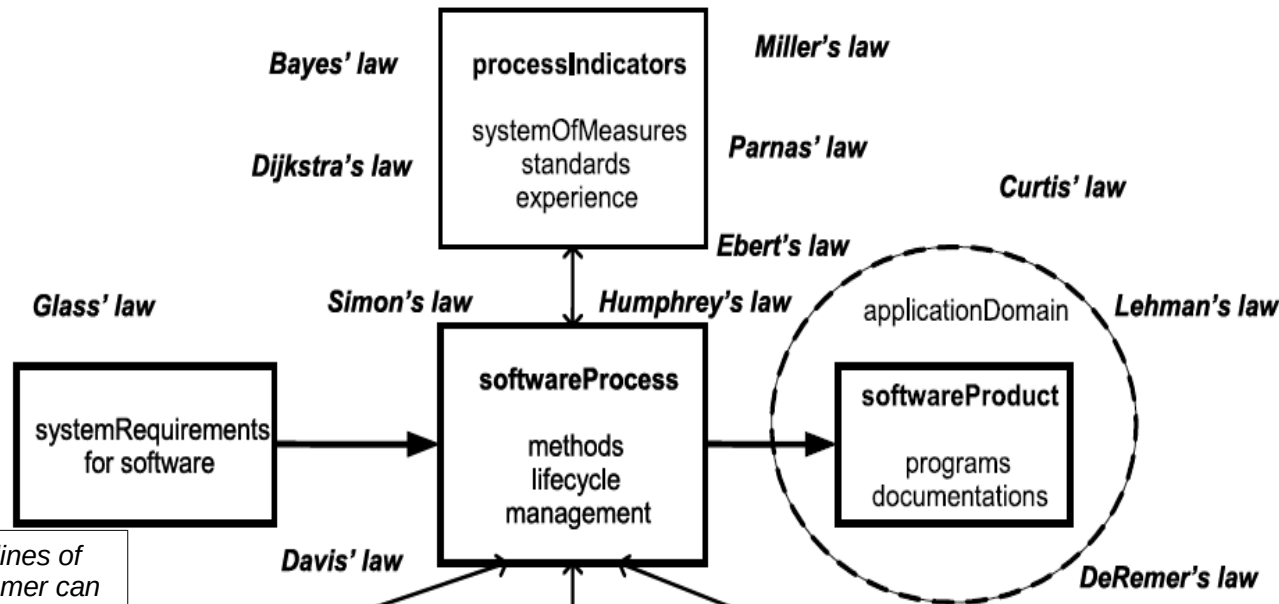 Bayes' law
processIndicators
Miller's law
systemOfMeasures
standards
experience
Dijkstra's law
Parnas' law
Curtis' law
Ebert's law
Glass' law
Simon's law
Humphrey's law
applicationDomain
Lehman's law
softwareProcess
softwareProduct
systemRequirements
for software
methods
lifecycle
management
programs
documentations
lines of
mer can
Davis' law
DeRemer's law